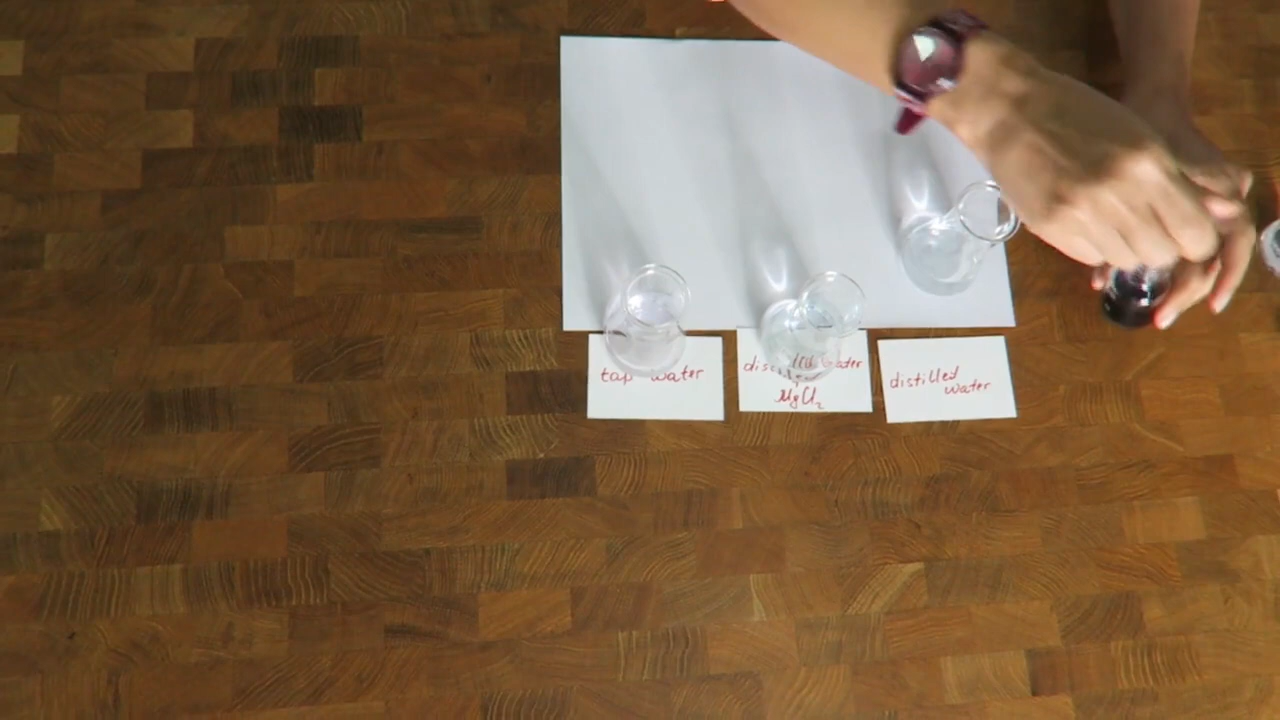 tap water
distilled water
MgCl₂
distilled
water